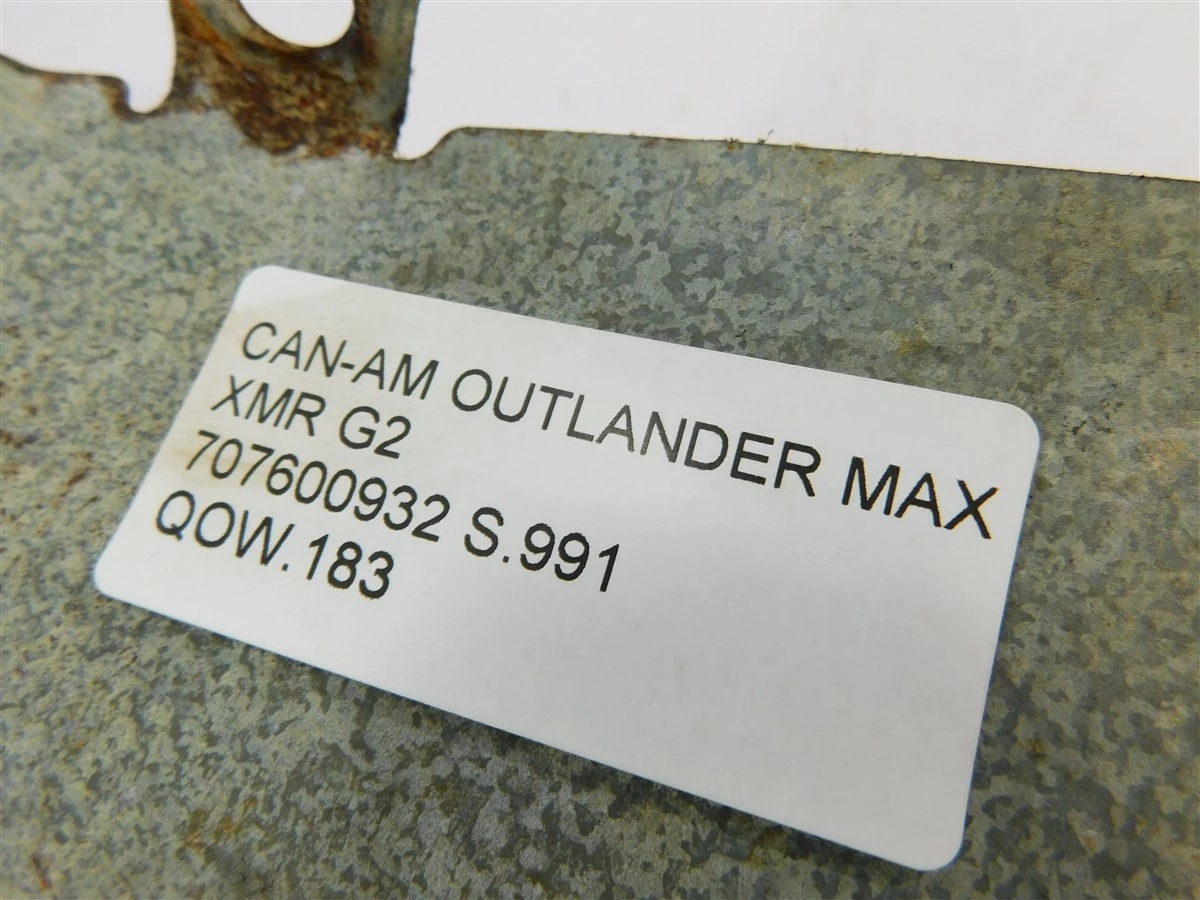 CAN-AM OUTLANDER MAX
XMR G2
707600932 S.991
QOW.183